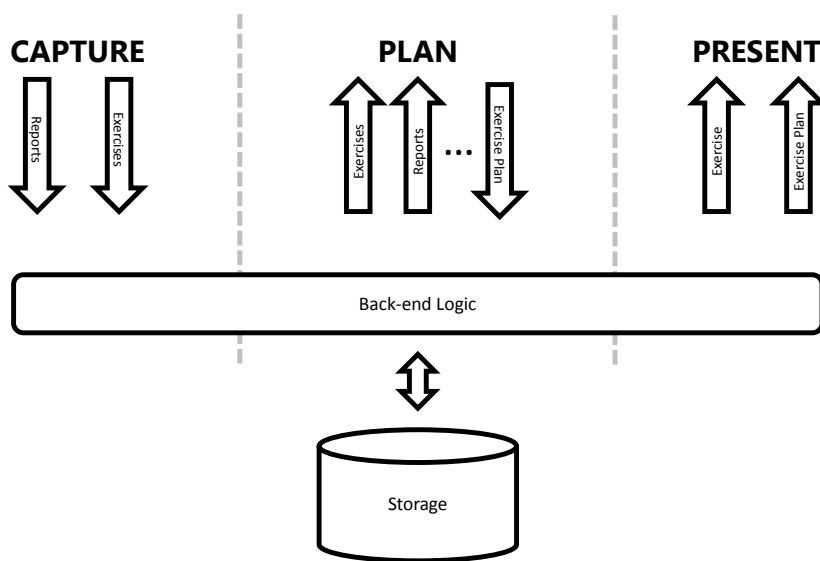 CAPTURE
PLAN
PRESENT
Reports
Exercises
Exercises
Reports
...
Exercise Plan
Exercise
Exercise Plan
Back-end Logic
Storage